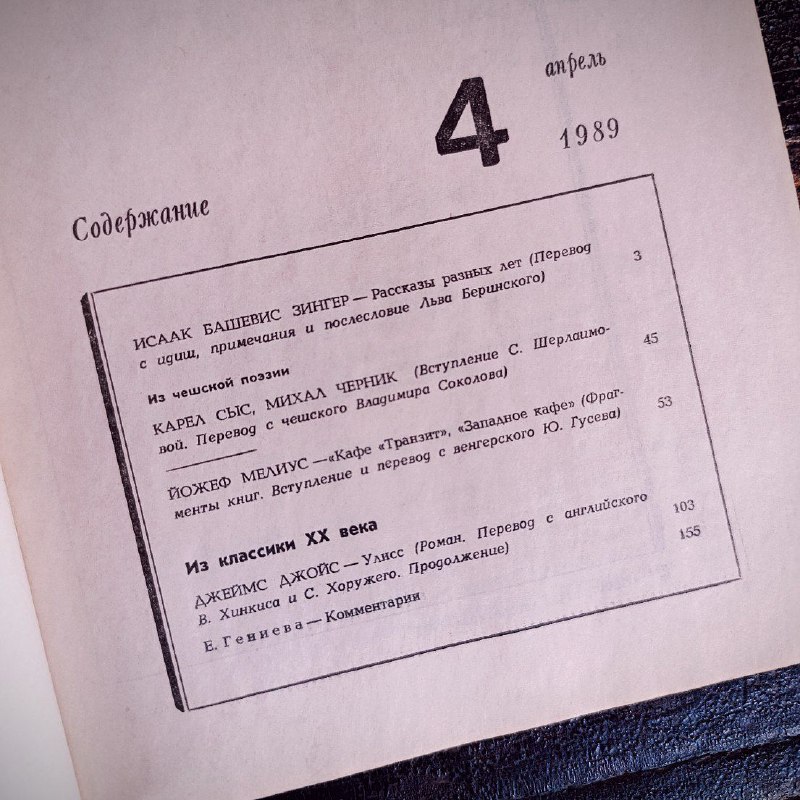 4
апрель
1989
Содержание
ИСААК БАШЕВИС ЗИНГЕР — Рассказы разных лет (Перевод
с идиш, примечания и послесловие Льва Беринского) 3
Из чешской поэзии
КАРЕЛ СЫС, МИХАЛ ЧЕРНИК (Вступление С. Шерлаимо-
вой. Перевод с чешского Владимира Соколова) 45
ЙОЖЕФ МЕЛИУС — «Кафе «Транзит», «Западное кафе» (Фраг-
менты книг. Вступление и перевод с венгерского Ю. Гусева) 53
Из классики XX века
ДЖЕЙМС ДЖОЙС — Улисс (Роман. Перевод с английского
В. Хинкиса и С. Хоружего. Продолжение) 103
Е. Гениева — Комментарии 155